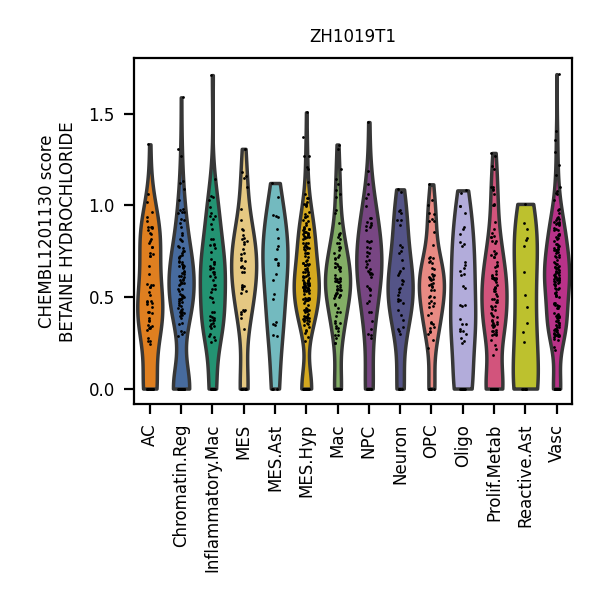 ZH1019T1
CHEMBL1201130 score
BETAINE HYDROCHLORIDE
1.5
1.0
0.5
0.0
AC
Chromatin.Reg
Inflammatory.Mac
MES
MES.Ast
MES.Hyp
Mac
NPC
Neuron
OPC
Oligo
Prolif.Metab
Reactive.Ast
Vasc